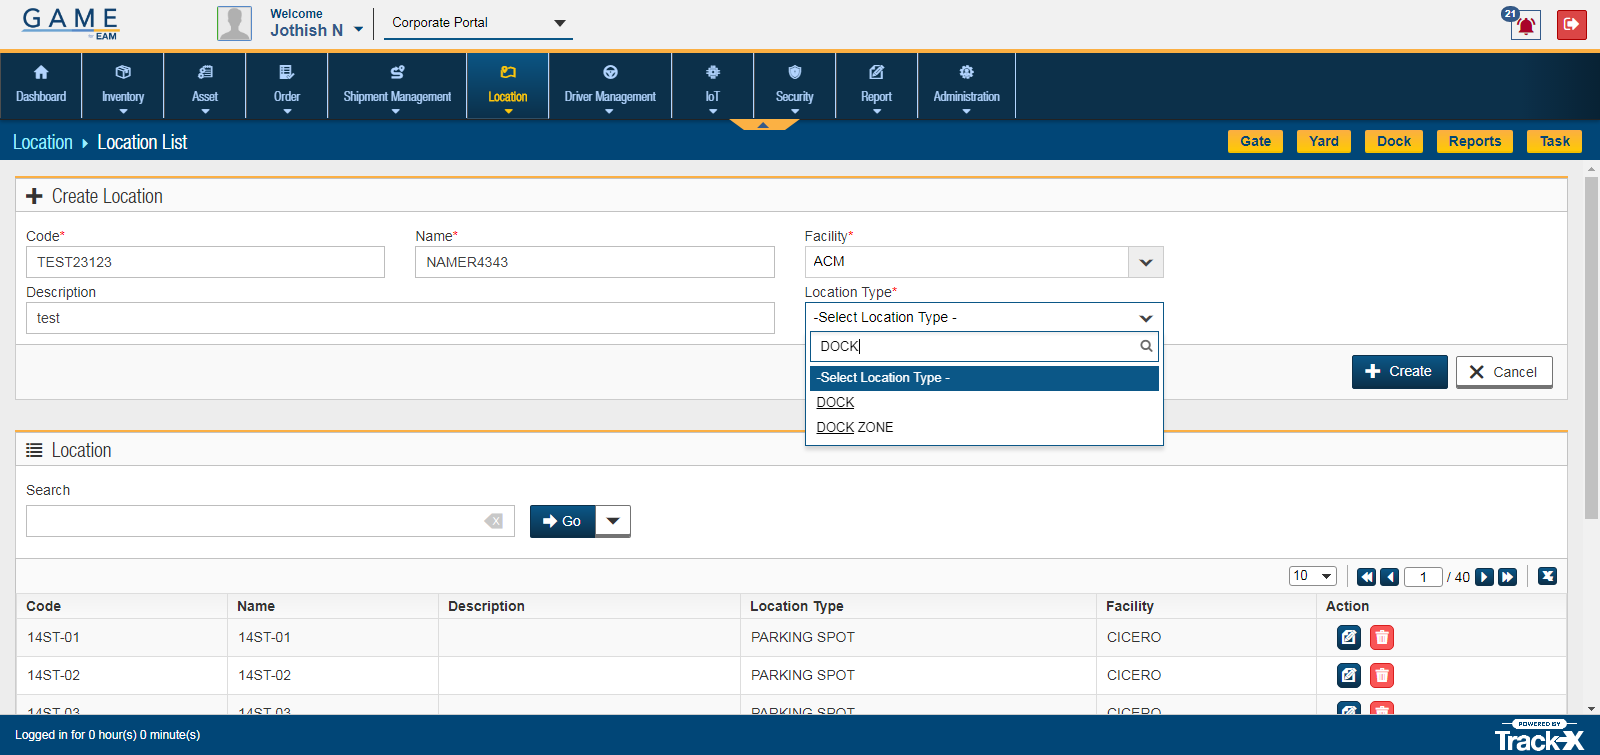 GAME
EAM
Welcome
Jothish N
Corporate Portal
21
Dashboard
Inventory
Asset
Order
Shipment Management
Location
Driver Management
IoT
Security
Report
Administration
Location
Location List
Gate
Yard
Dock
Reports
Task
Create Location
Code*
Name*
Facility*
TEST23123
NAMER4343
ACM
Description
Location Type*
test
-Select Location Type -
DOCK
-Select Location Type -
DOCK
DOCK ZONE
Create
Cancel
Location
Search
Go
10
1
/ 40
Code
Name
Description
Location Type
Facility
Action
14ST-01
14ST-01
PARKING SPOT
CICERO
14ST-02
14ST-02
PARKING SPOT
CICERO
14ST-03
14ST-03
PARKING SPOT
CICERO
Logged in for 0 hour(s) 0 minute(s)
POWERED BY
Track-X